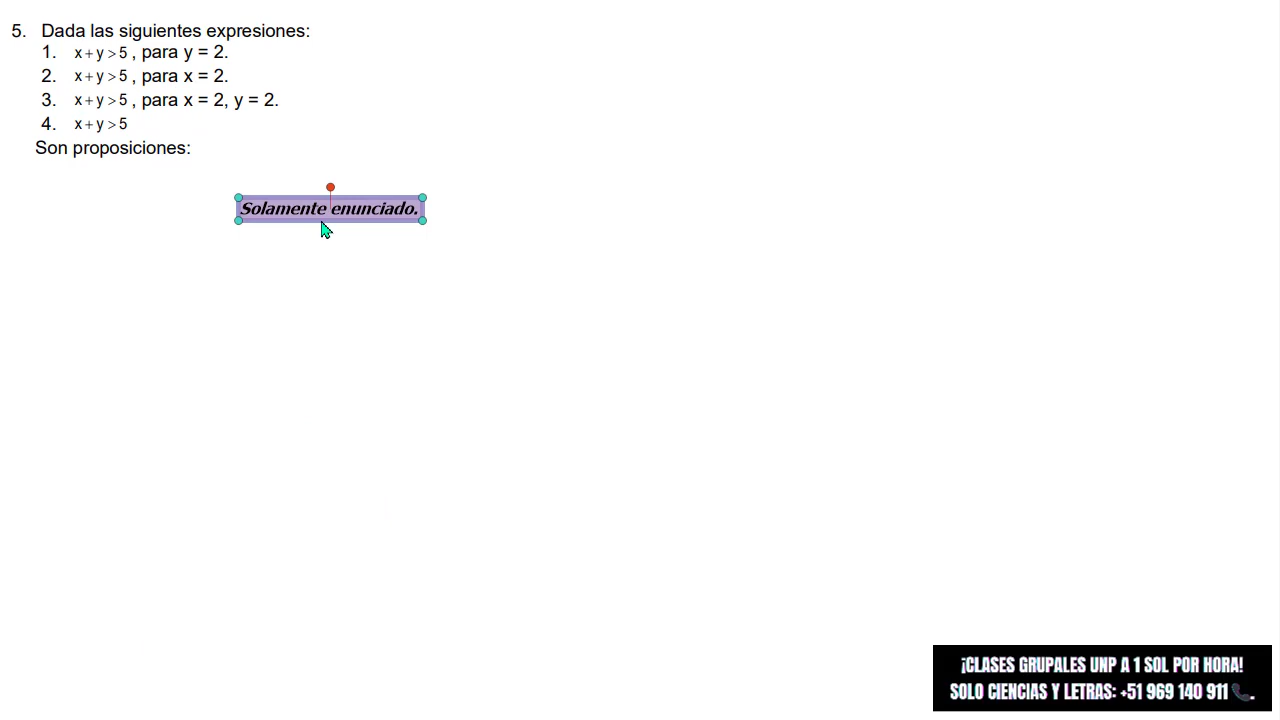 5. Dada las siguientes expresiones:
1. x+y>5 , para y = 2.
2. x+y>5 , para x = 2.
3. x+y>5 , para x = 2, y = 2.
4. x+y>5
Son proposiciones:
Solamente enunciado.
¡CLASES GRUPALES UNP A 1 SOL POR HORA!
SOLO CIENCIAS Y LETRAS: +51 969 140 911 📞.